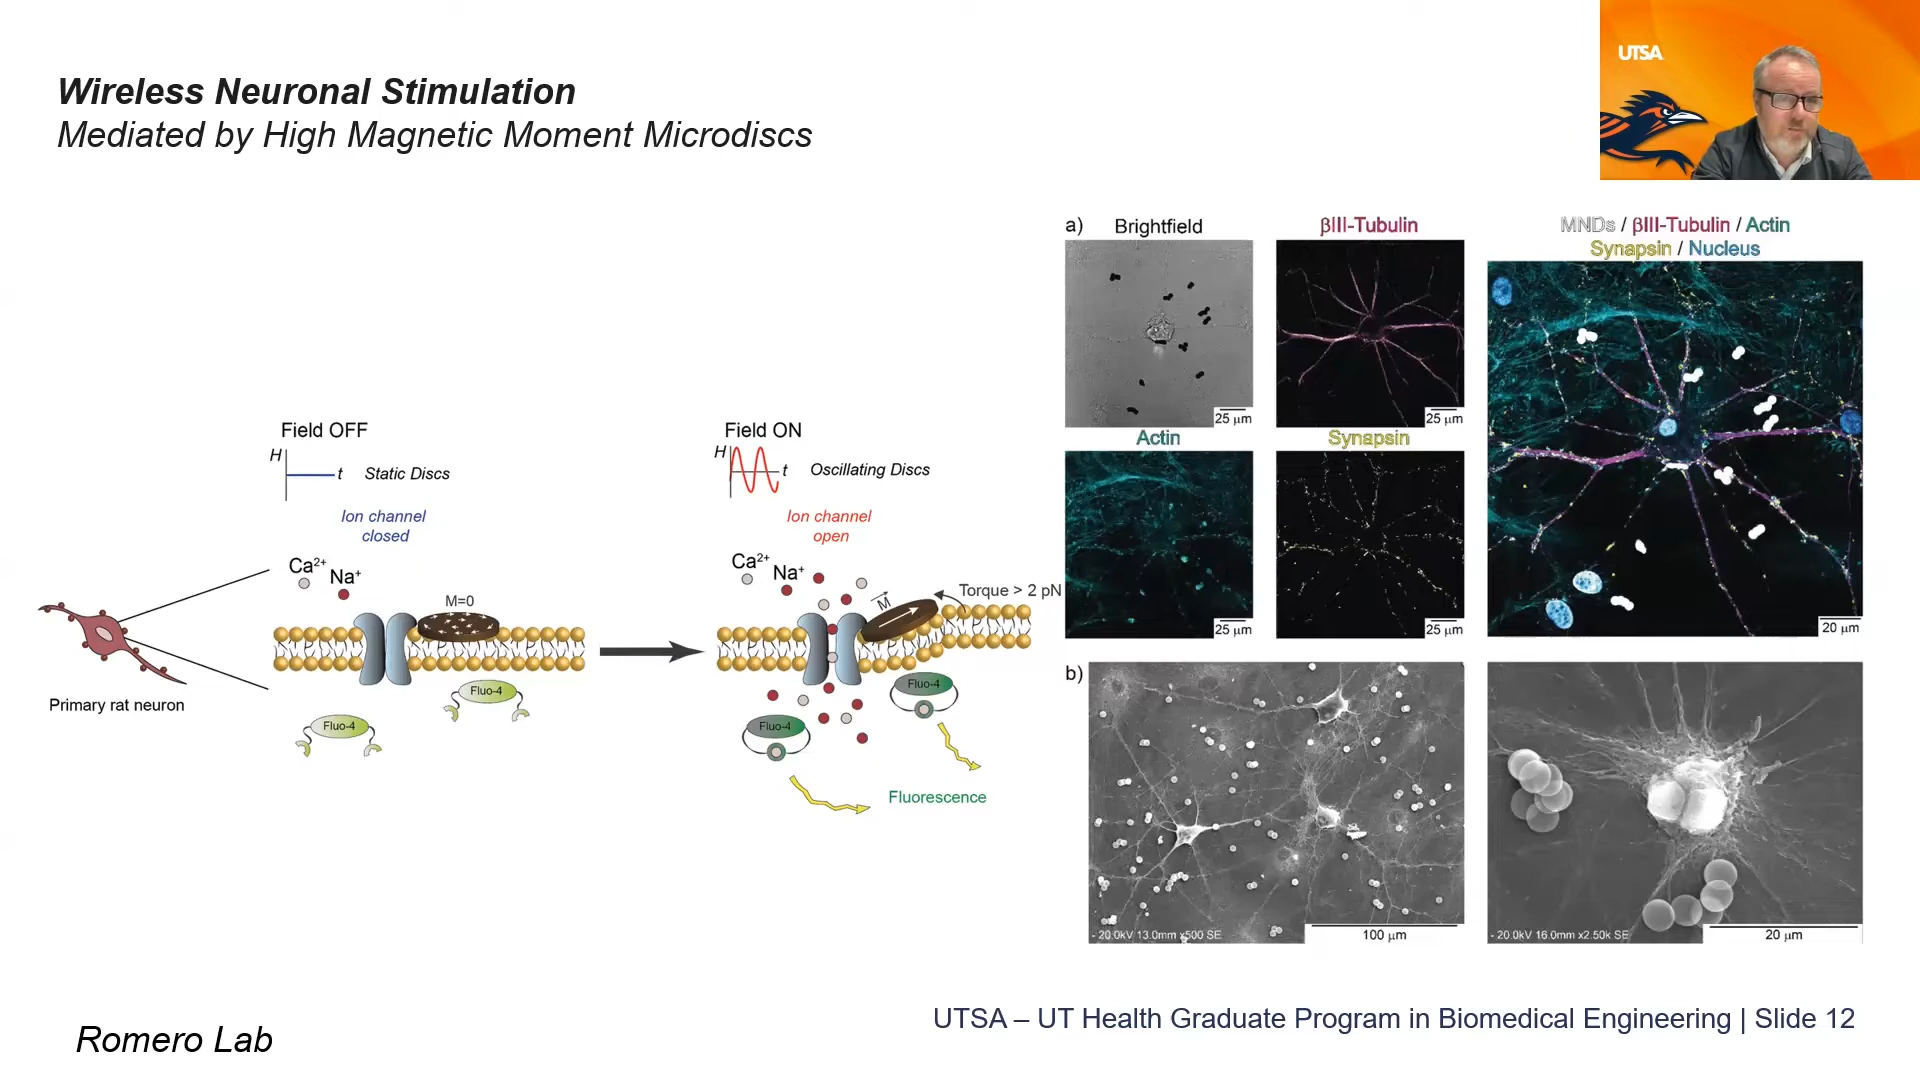 Wireless Neuronal Stimulation
Mediated by High Magnetic Moment Microdiscs
UTSA
Field OFF
H
t
Static Discs
Ion channel
closed
Ca2+
Na+
M=0
Primary rat neuron
Fluo-4
Fluo-4
Field ON
H
t
Oscillating Discs
Ion channel
open
Ca2+
Na+
M
Torque > 2 pN
Fluo-4
Fluo-4
Fluorescence
a)
Brightfield
25 μm
βIII-Tubulin
25 μm
MNDs / βIII-Tubulin / Actin
Synapsin / Nucleus
20 μm
Actin
25 μm
Synapsin
25 μm
b)
20.0kV 13.0mm x500 SE
100 μm
20.0kV 16.0mm x2.50k SE
20 μm
Romero Lab
UTSA – UT Health Graduate Program in Biomedical Engineering | Slide 12